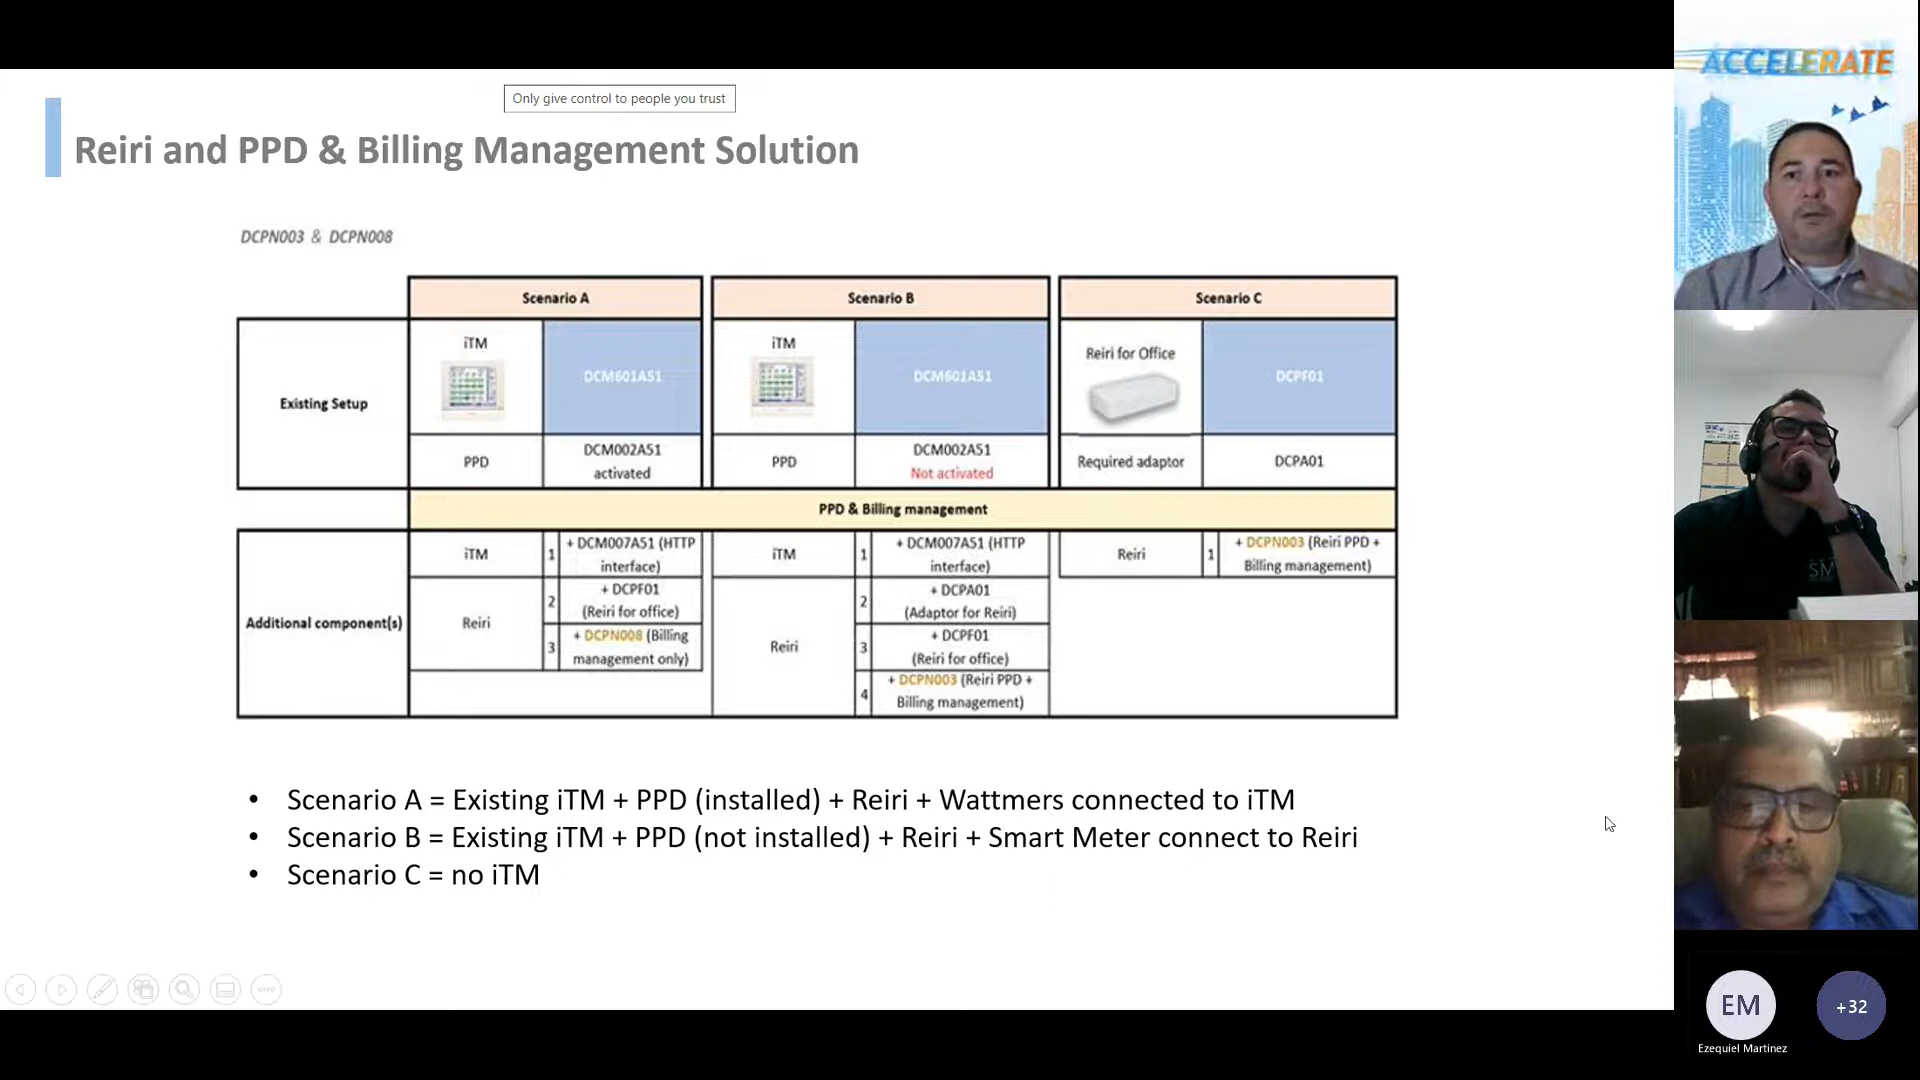 Only give control to people you trust
Reiri and PPD & Billing Management Solution
DCPN003 & DCPN008
Scenario A
Scenario B
Scenario C
Existing Setup
iTM
DCM601A51
iTM
DCM601A51
Reiri for Office
DCPF01
PPD
DCM002A51
activated
PPD
DCM002A51
Not activated
Required adaptor
DCPA01
PPD & Billing management
Additional component(s)
iTM
1
+ DCM007A51 (HTTP
interface)
Reiri
2
+ DCPF01
(Reiri for office)
3
+ DCPN008 (Billing
management only)
iTM
1
+ DCM007A51 (HTTP
interface)
Reiri
2
+ DCPA01
(Adaptor for Reiri)
3
+ DCPF01
(Reiri for office)
4
+ DCPN003 (Reiri PPD +
Billing management)
Reiri
1
+ DCPN003 (Reiri PPD +
Billing management)
• Scenario A = Existing iTM + PPD (installed) + Reiri + Wattmers connected to iTM
• Scenario B = Existing iTM + PPD (not installed) + Reiri + Smart Meter connect to Reiri
• Scenario C = no iTM
ACCELERATE
SM
EM
+32
Ezequiel Martinez